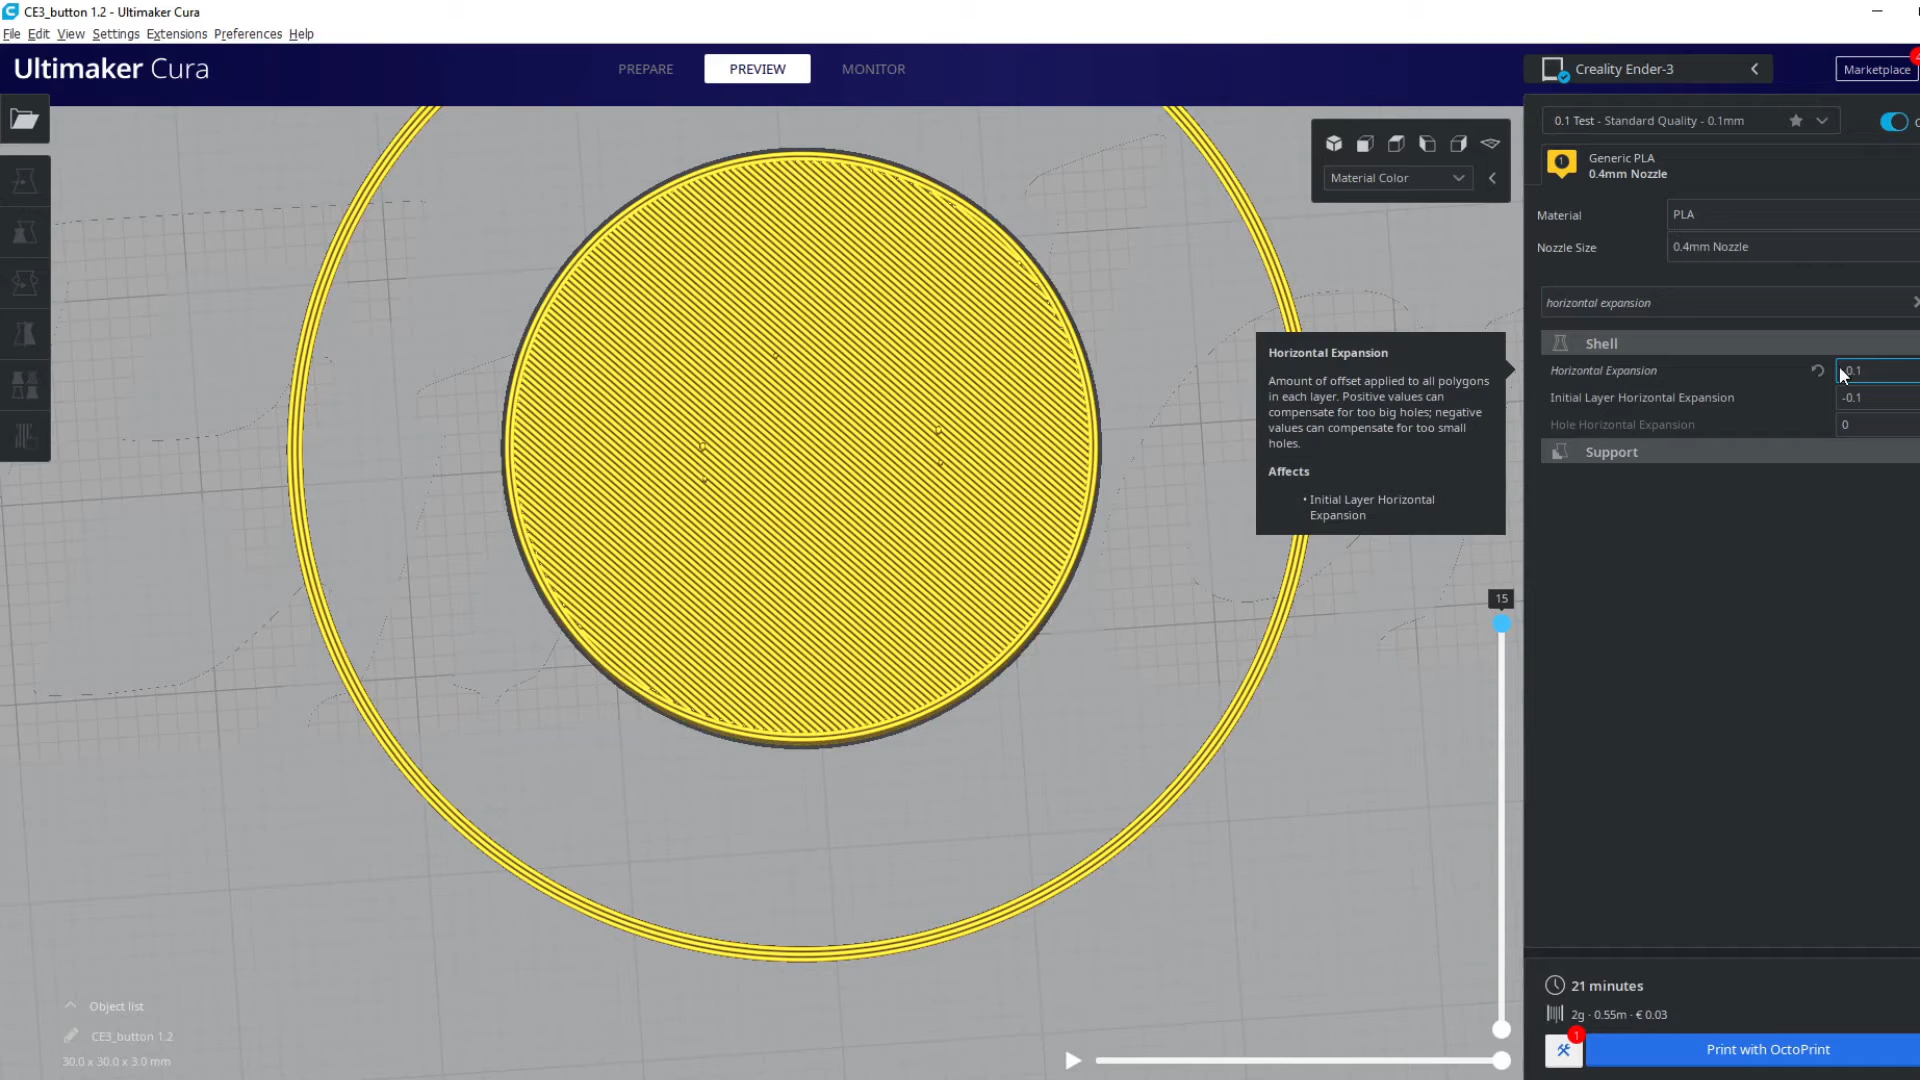 CE3_button 1.2 - Ultimaker Cura
File Edit View Settings Extensions Preferences Help
Ultimaker Cura
PREPARE
PREVIEW
MONITOR
Creality Ender-3
Marketplace
0.1 Test - Standard Quality - 0.1mm
1
Generic PLA
0.4mm Nozzle
Material Color
Material
PLA
Nozzle Size
0.4mm Nozzle
horizontal expansion
Shell
Horizontal Expansion
0.1
Initial Layer Horizontal Expansion
-0.1
Hole Horizontal Expansion
0
Support
Horizontal Expansion
Amount of offset applied to all polygons
in each layer. Positive values can
compensate for too big holes; negative
values can compensate for too small
holes.
Affects
• Initial Layer Horizontal
Expansion
15
Object list
CE3_button 1.2
30.0 x 30.0 x 3.0 mm
21 minutes
2g · 0.55m · € 0.03
1
Print with OctoPrint